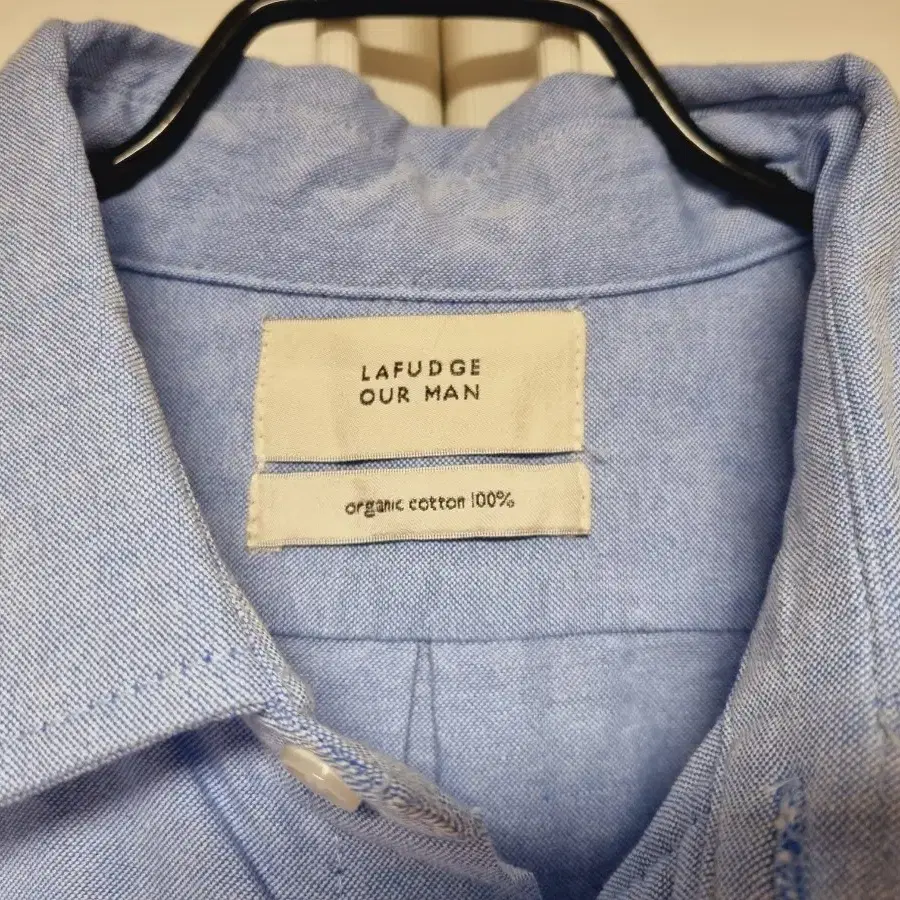 LAFUDGE
OUR MAN
organic cotton 100%